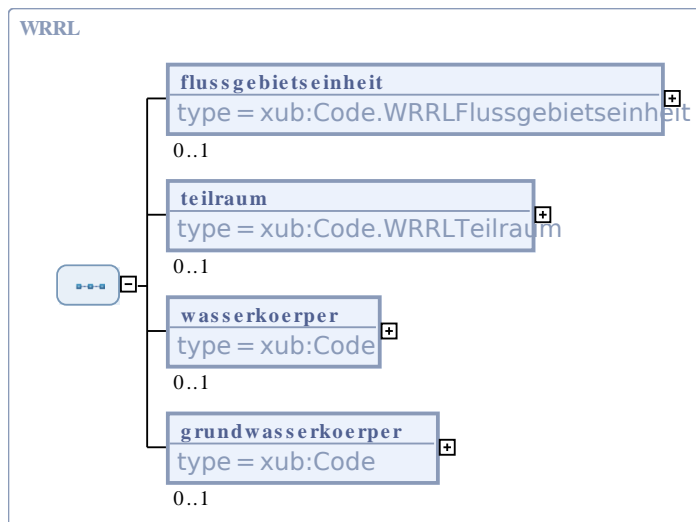 WRRL
flussgebietseinheit
type = xub:Code.WRRLFlussgebietseinheit
0..1
teilraum
type = xub:Code.WRRLTeilraum
0..1
wasserkoerper
type = xub:Code
0..1
grundwasserkoerper
type = xub:Code
0..1